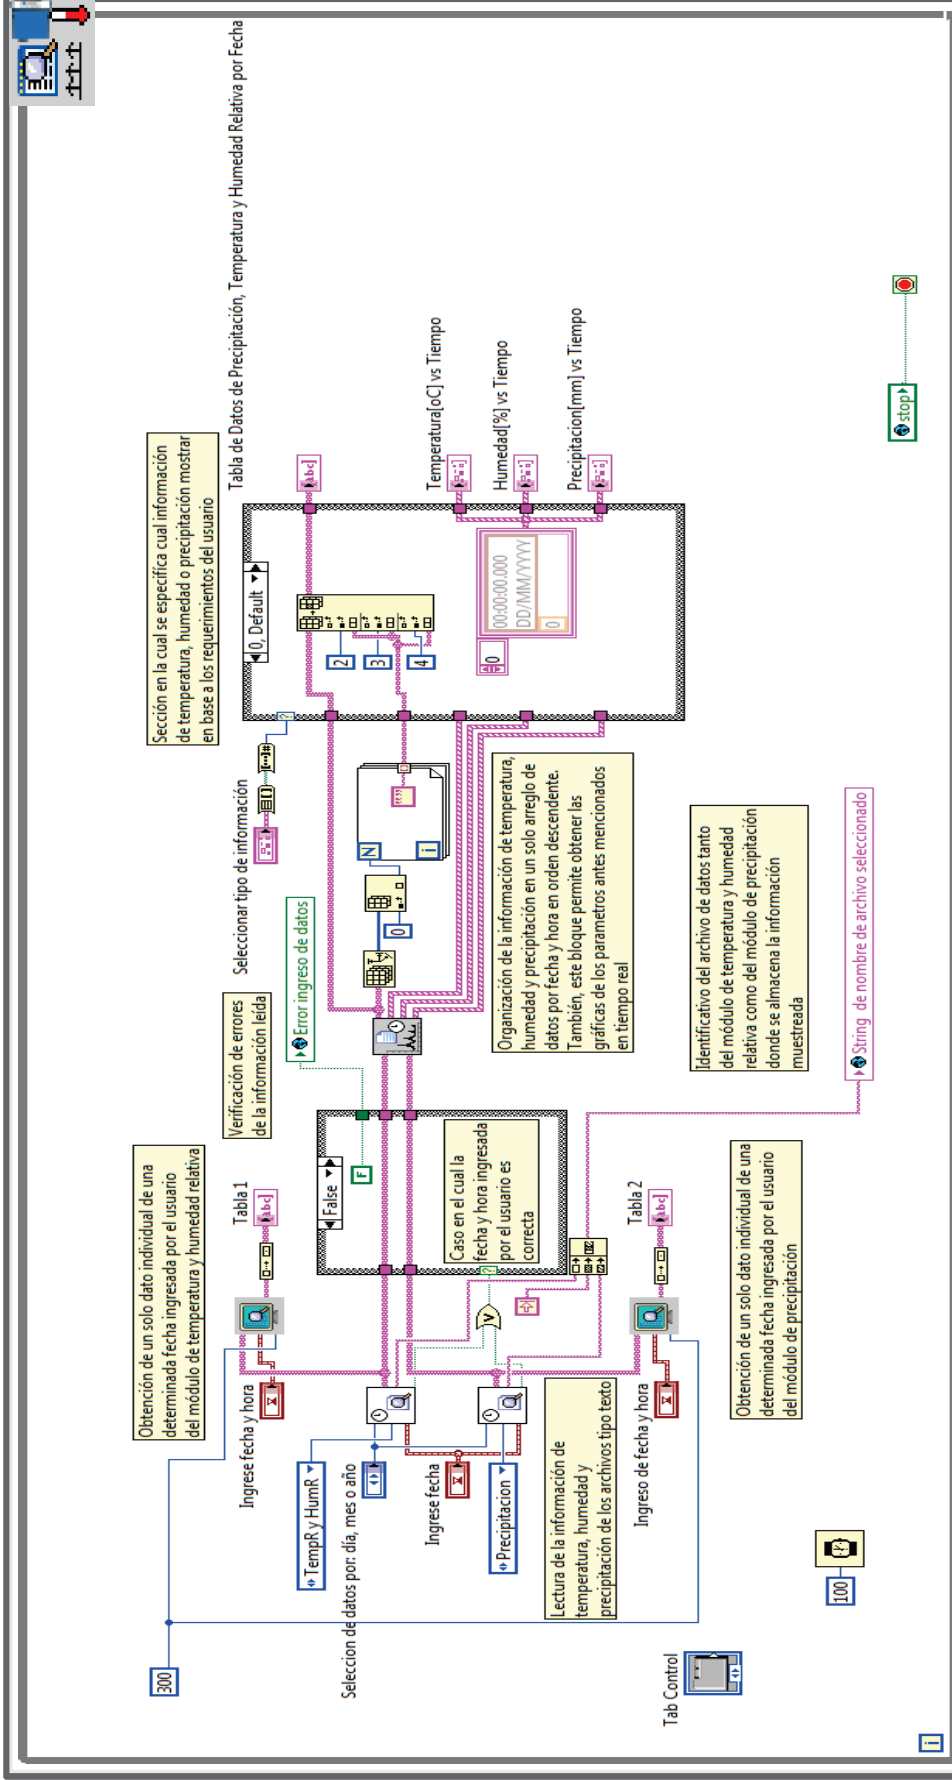 300
Obtención de un solo dato individual de una
determinada fecha ingresada por el usuario
del módulo de temperatura y humedad relativa
Ingrese fecha y hora
Tabla 1
abc
Verificación de errores
de la información leída
Error ingreso de datos
Seleccionar tipo de información
Sección en la cual se específica cual información
de temperatura, humedad o precipitación mostrar
en base a los requerimientos del usuario
Tabla de Datos de Precipitación, Temperatura y Humedad Relativa por Fecha
abc
TempR y HumR
Seleccion de datos por: día, mes o año
Ingrese fecha
Precipitacion
Lectura de la información de
temperatura, humedad y
precipitación de los archivos tipo texto
False
F
Caso en el cual la
fecha y hora ingresada
por el usuario es
correcta
0
N
i
Organización de la información de temperatura,
humedad y precipitación en un solo arreglo de
datos por fecha y hora en orden descendente.
También, este bloque permite obtener las
gráficas de los parametros antes mencionados
en tiempo real
0, Default
2
3
4
0
00:00:00.000
DD/MM/YYYY
0
Temperatura[oC] vs Tiempo
Humedad[%] vs Tiempo
Precipitacion[mm] vs Tiempo
Ingreso de fecha y hora
Tabla 2
abc
Obtención de un solo dato individual de una
determinada fecha ingresada por el usuario
del módulo de precipitación
Identificativo del archivo de datos tanto
del módulo de temperatura y humedad
relativa como del módulo de precipitación
donde se almacena la información
muestreada
String de nombre de archivo seleccionado
Tab Control
100
stop
i